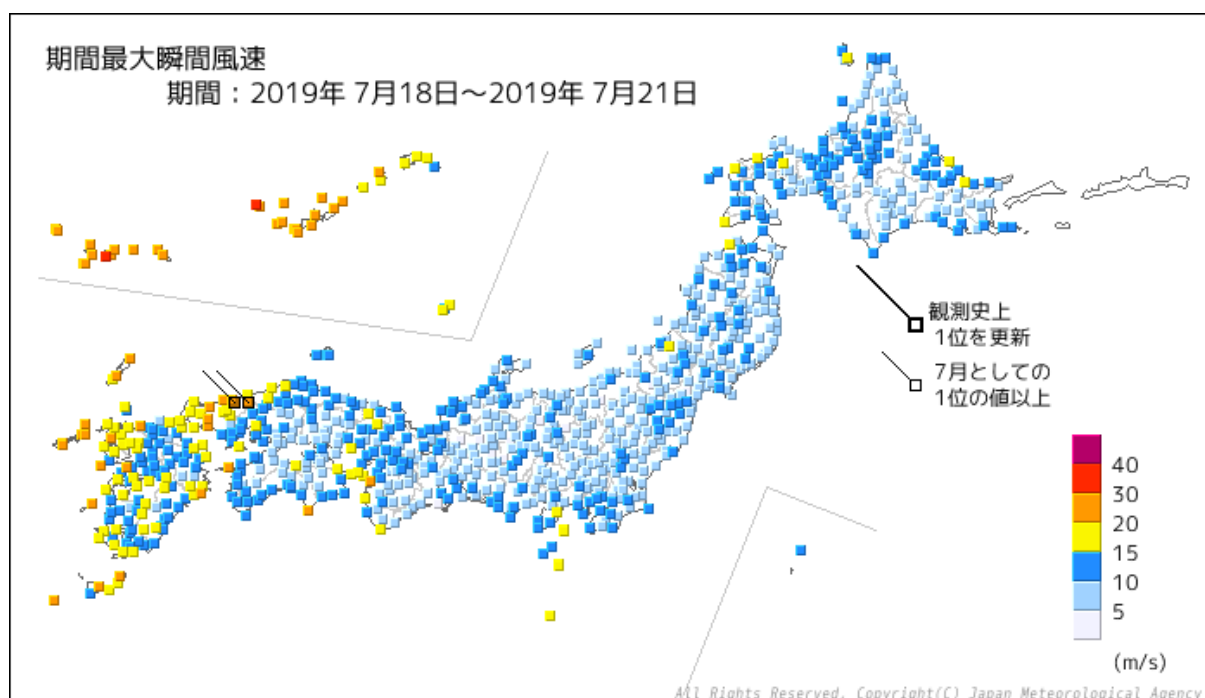 期間最大瞬間風速
期間：2019年 7月18日～2019年 7月21日
観測史上
1位を更新
7月としての
1位の値以上
40
30
20
15
10
5
(m/s)
All Rights Reserved. Copyright(C) Japan Meteorological Agency